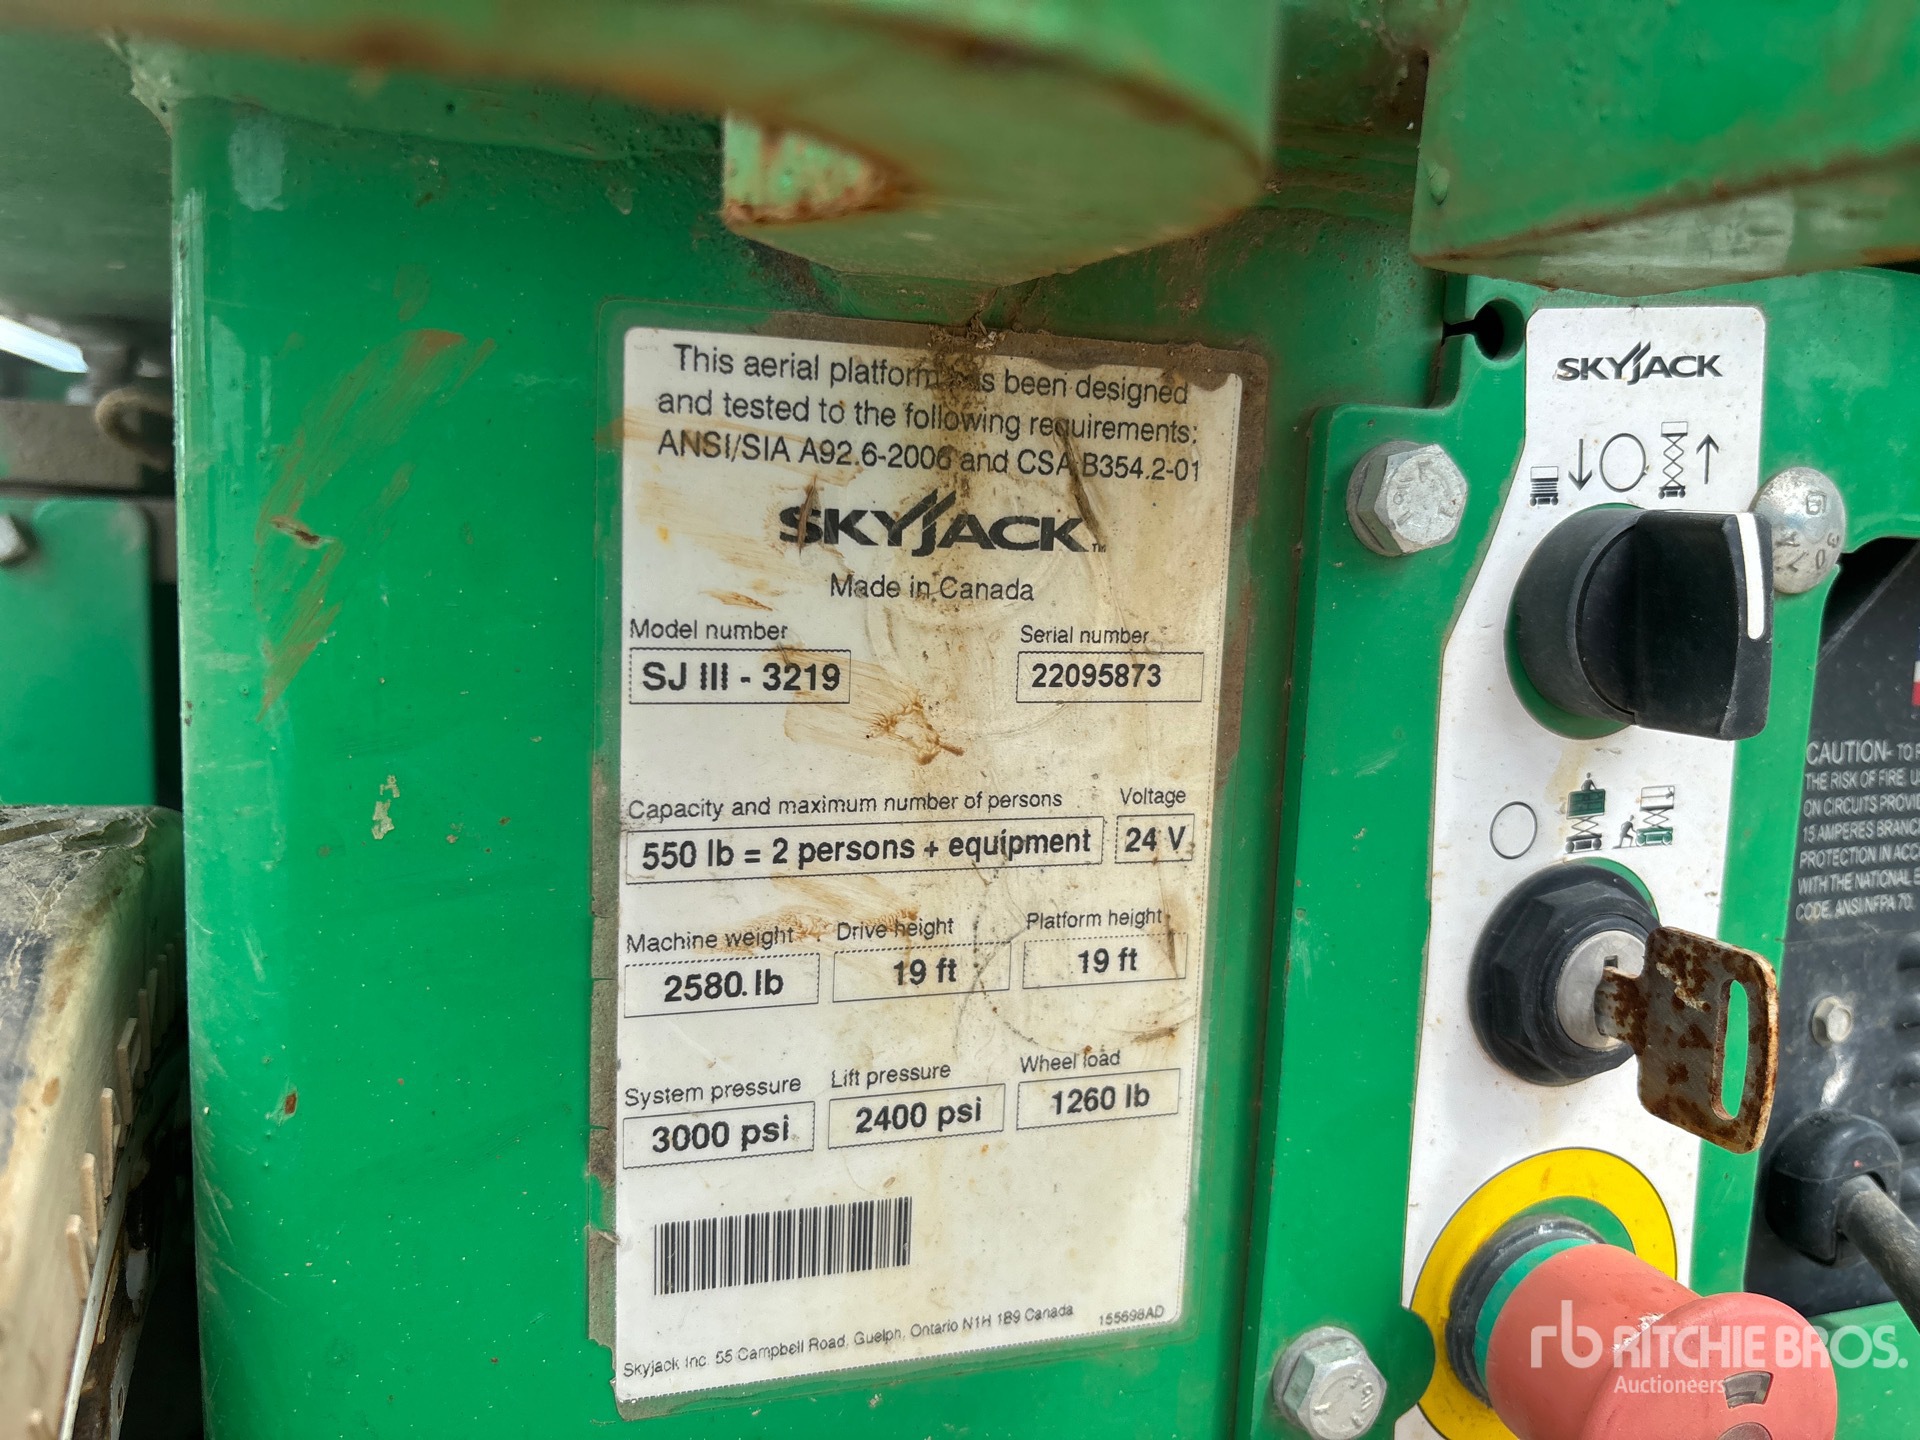 This aerial platform has been designed
and tested to the following requirements:
ANSI/SIA A92.6-2006 and CSA B354.2-01
SKYJACK™
Made in Canada
Model number
SJ III - 3219
Serial number
22095873
Capacity and maximum number of persons
550 lb = 2 persons + equipment
Voltage
24 V
Machine weight
2580 lb
Drive height
19 ft
Platform height
19 ft
System pressure
3000 psi
Lift pressure
2400 psi
Wheel load
1260 lb
Skyjack Inc. 55 Campbell Road, Guelph, Ontario N1H 1B9 Canada
155698AD
SKYJACK
CAUTION- TO
THE RISK OF FIRE, U
ON CIRCUITS PROVI
15 AMPERES BRANC
PROTECTION IN ACC
WITH THE NATIONAL E
CODE, ANSI/NFPA 70.
rb RITCHIE BROS.
Auctioneers